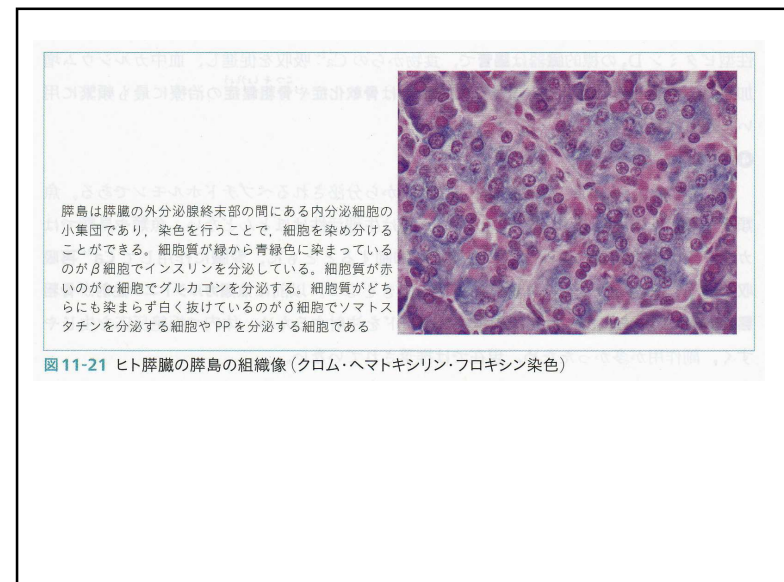 膵島は膵臓の外分泌腺終末部の間にある内分泌細胞の
小集団であり，染色を行うことで，細胞を染め分ける
ことができる。細胞質が緑から青緑色に染まっている
のがβ細胞でインスリンを分泌している。細胞質が赤
いのがα細胞でグルカゴンを分泌する。細胞質がどち
らにも染まらず白く抜けているのがδ細胞でソマトス
タチンを分泌する細胞やPPを分泌する細胞である
図11-21 ヒト膵臓の膵島の組織像（クロム・ヘマトキシリン・フロキシン染色）